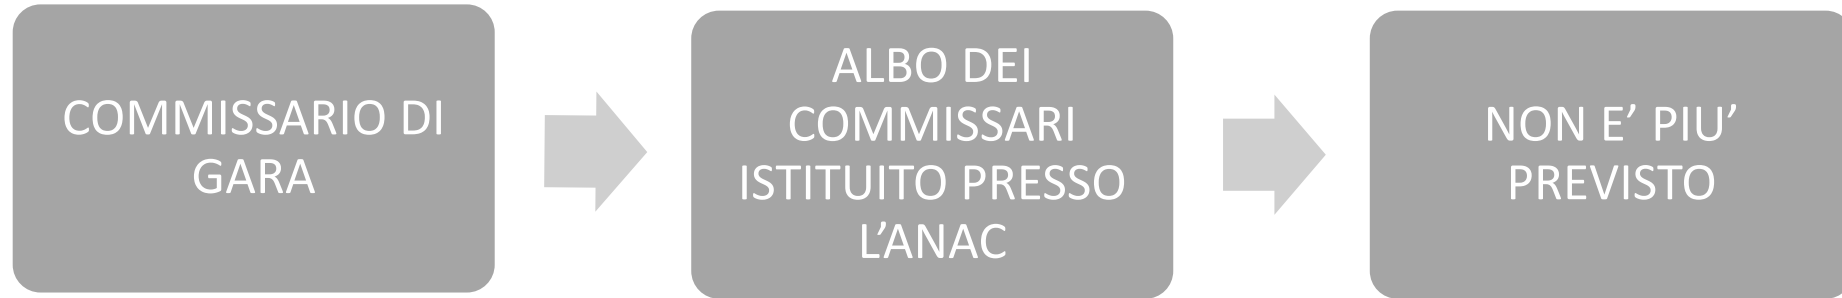 COMMISSARIO DI
GARA
ALBO DEI
COMMISSARI
ISTITUITO PRESSO
L’ANAC
NON E’ PIU’
PREVISTO